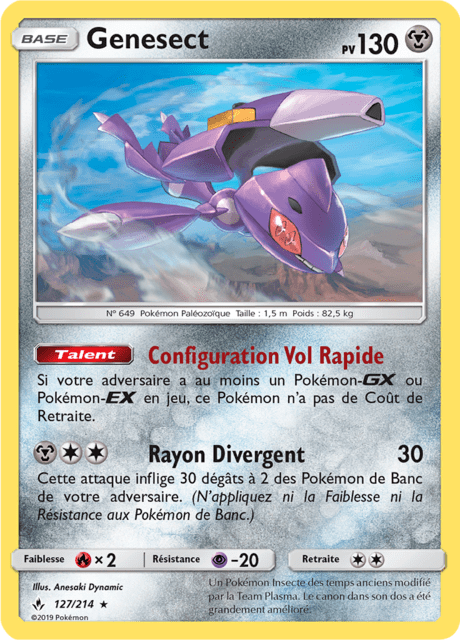 BASE Genesect PV 130
N° 649 Pokémon Paléozoïque Taille : 1,5 m Poids : 82,5 kg
Talent Configuration Vol Rapide
Si votre adversaire a au moins un Pokémon-GX ou
Pokémon-EX en jeu, ce Pokémon n'a pas de Coût de
Retraite.
Rayon Divergent 30
Cette attaque inflige 30 dégâts à 2 des Pokémon de Banc
de votre adversaire. (N'appliquez ni la Faiblesse ni la
Résistance aux Pokémon de Banc.)
Faiblesse ×2 Résistance -20 Retraite
Illus. Anesaki Dynamic
127/214 ★
©2019 Pokémon
Un Pokémon Insecte des temps anciens modifié
par la Team Plasma. Le canon dans son dos a été
grandement amélioré.